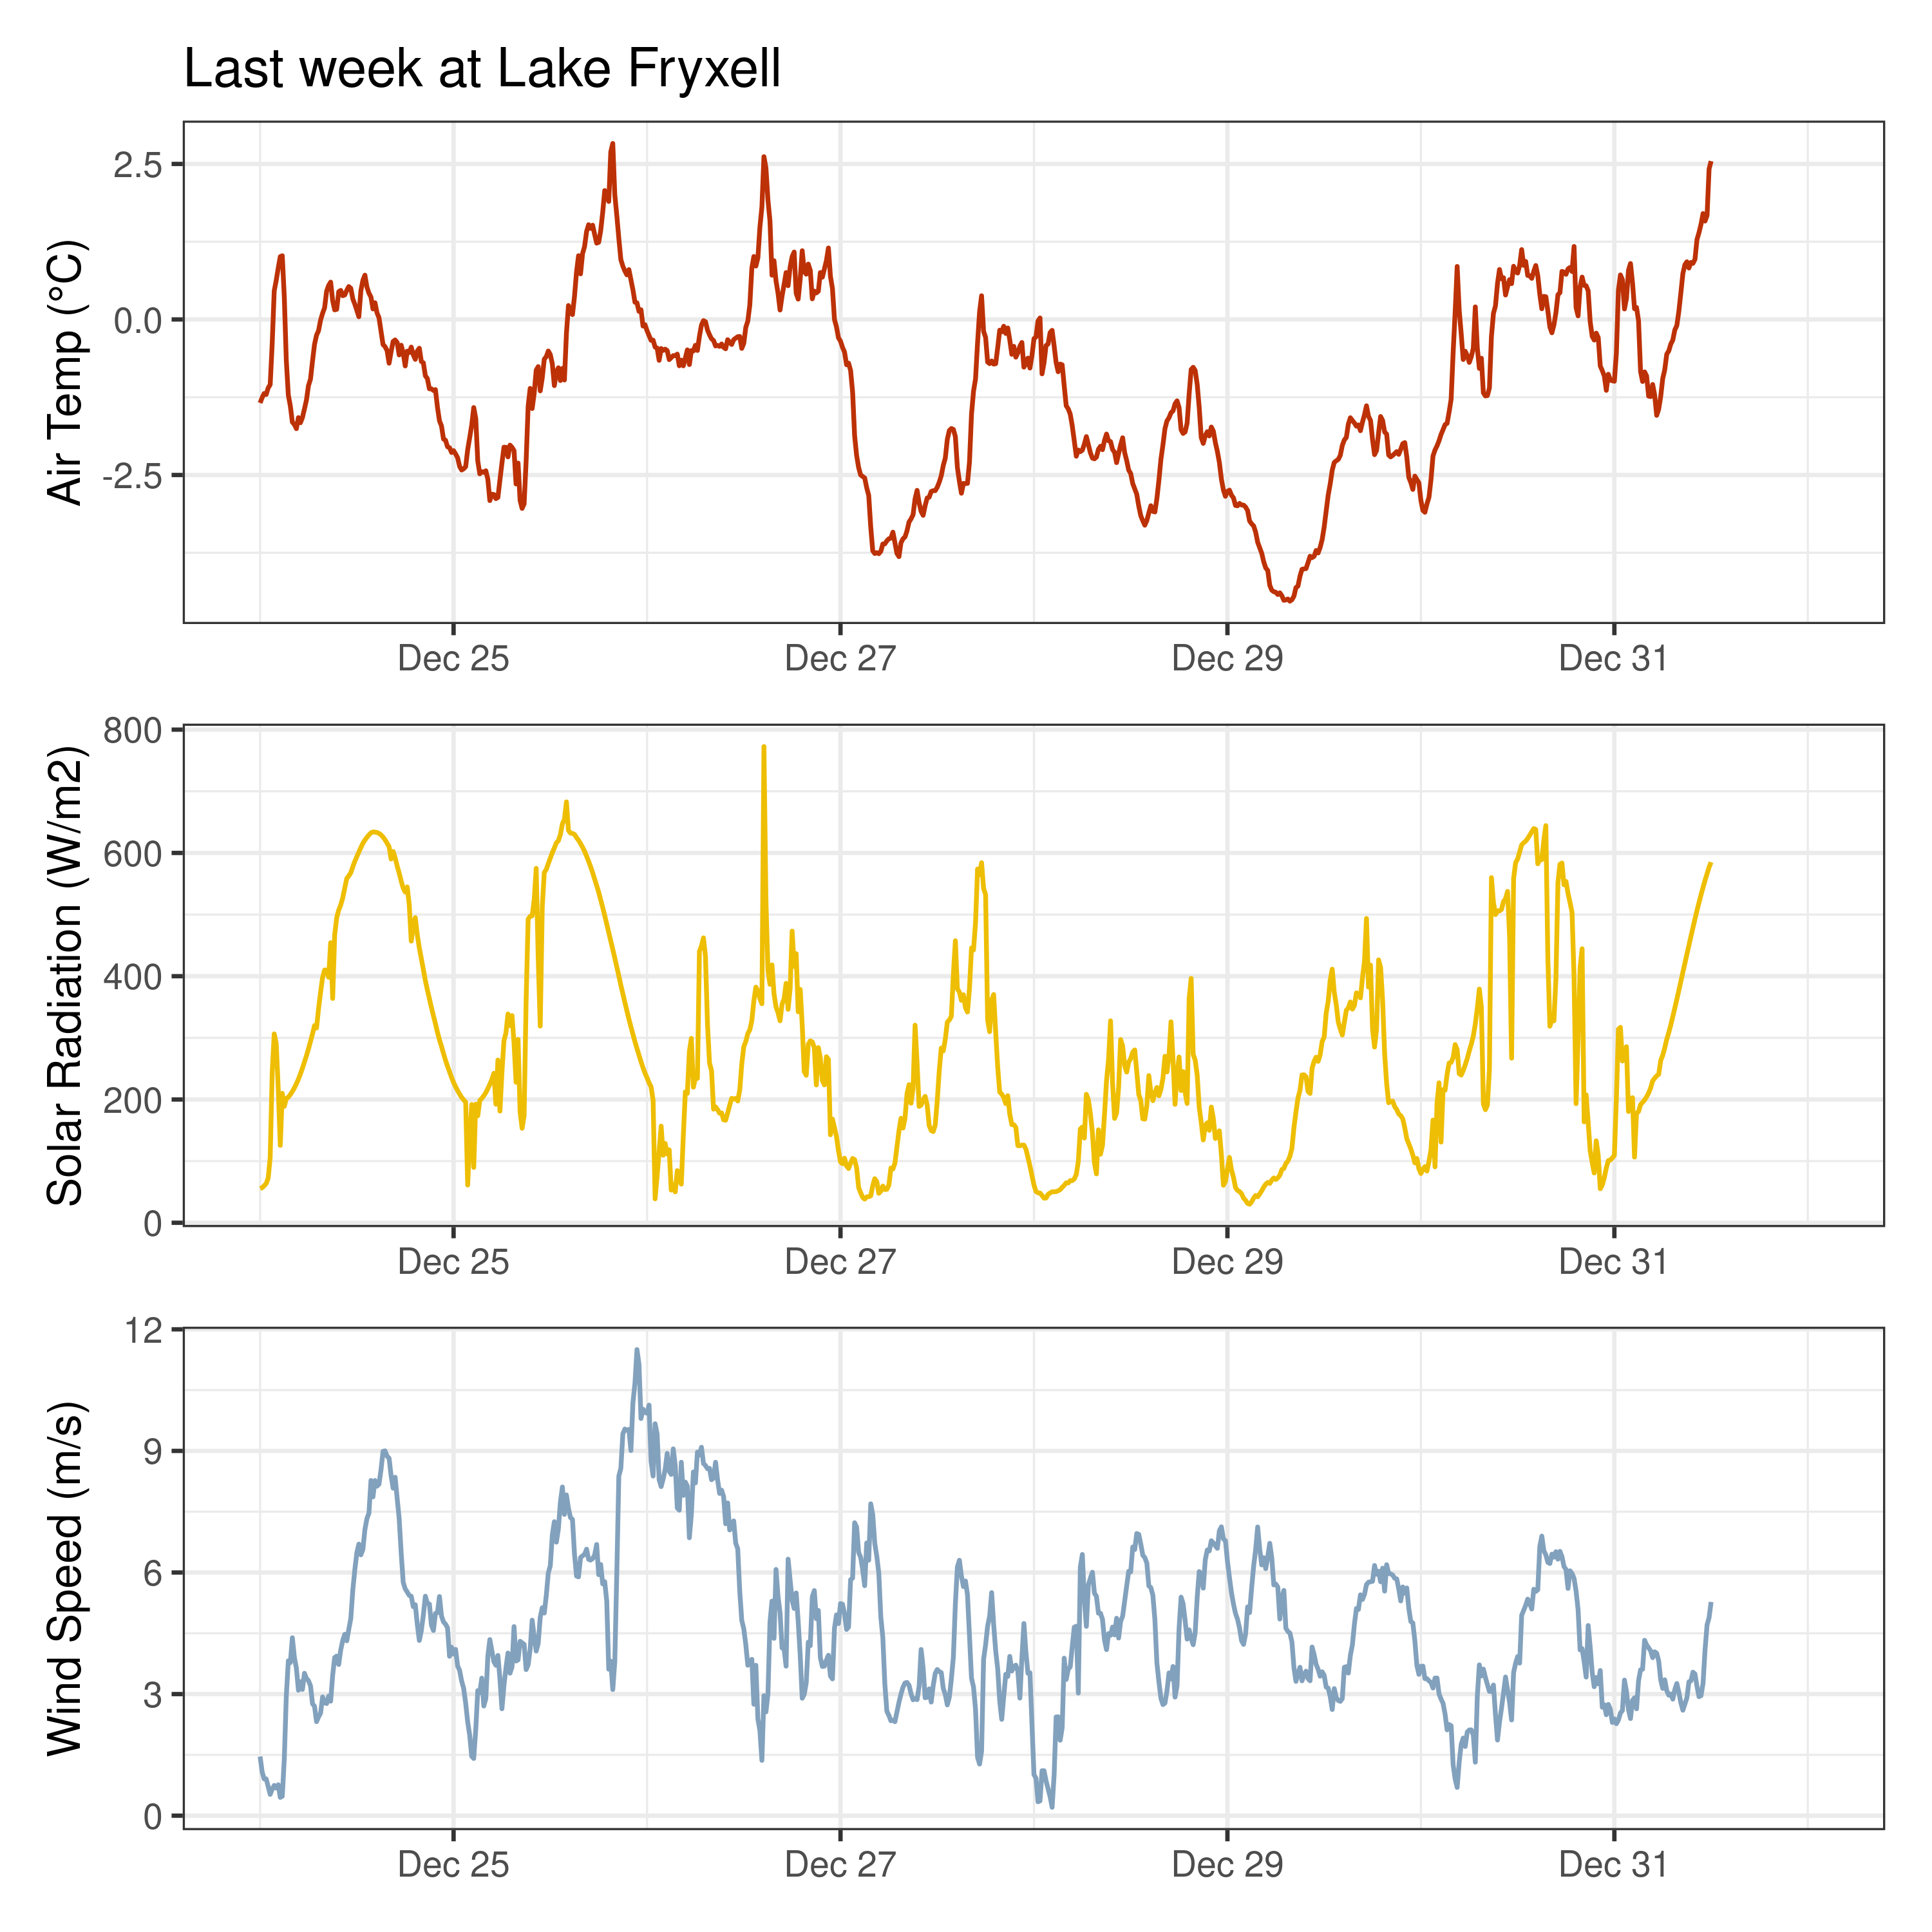 Last week at Lake Fryxell
Air Temp (°C)
2.5
0.0
-2.5
Dec 25 Dec 27 Dec 29 Dec 31
Solar Radiation (W/m2)
800
600
400
200
0
Dec 25 Dec 27 Dec 29 Dec 31
Wind Speed (m/s)
12
9
6
3
0
Dec 25 Dec 27 Dec 29 Dec 31